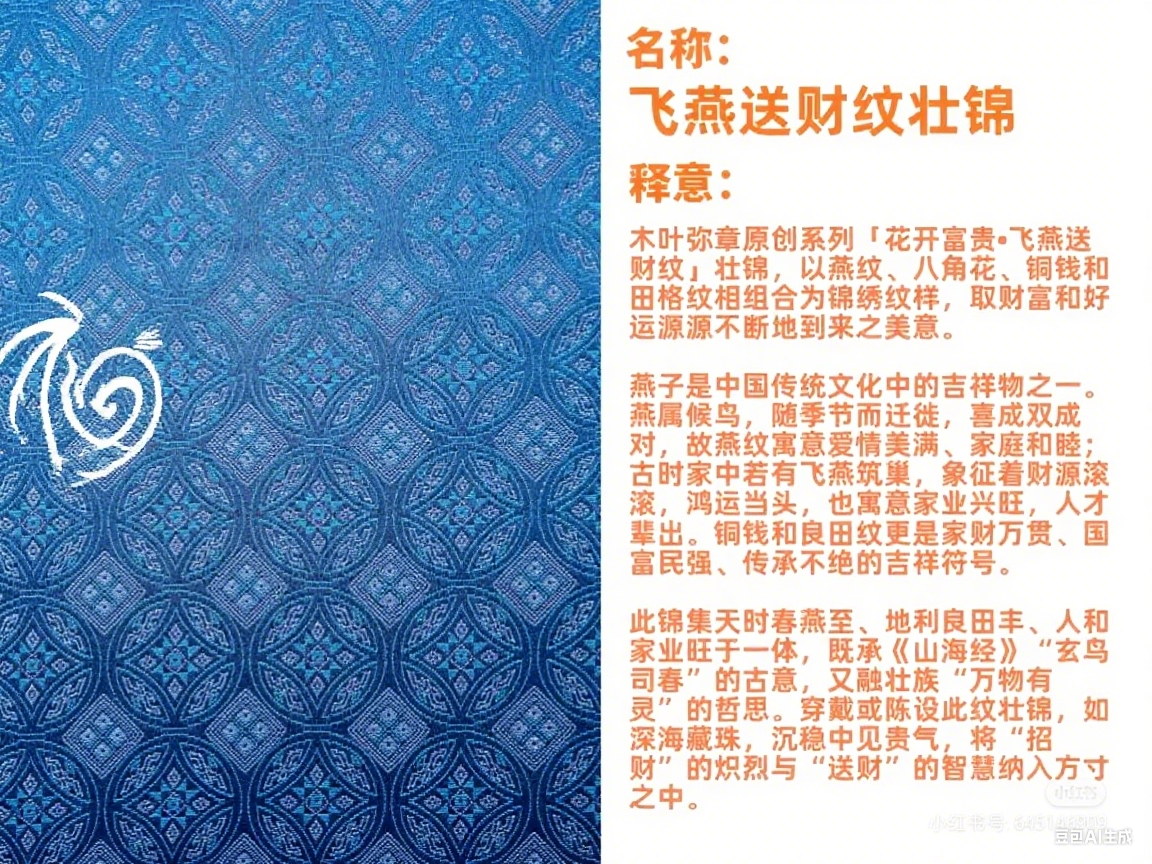 名称：
飞燕送财纹壮锦
释意：
木叶弥章原创系列「花开富贵•飞燕送
财纹」壮锦，以燕纹、八角花、铜钱和
田格纹相组合为锦绣纹样，取财富和好
运源源不断地到来之美意。
燕子是中国传统文化中的吉祥物之一。
燕属候鸟，随季节而迁徙，喜成双成
对，故燕纹寓意爱情美满、家庭和睦；
古时家中若有飞燕筑巢，象征着财源滚
滚，鸿运当头，也寓意家业兴旺，人才
辈出。铜钱和良田纹更是家财万贯、国
富民强、传承不绝的吉祥符号。
此锦集天时春燕至、地利良田丰、人和
家业旺于一体，既承《山海经》“玄鸟
司春”的古意，又融壮族“万物有
灵”的哲思。穿戴或陈设此纹壮锦，如
深海藏珠，沉稳中见贵气，将“招
财”的炽烈与“送财”的智慧纳入方寸
之中。
小红书
小红书号:
豆包AI生成